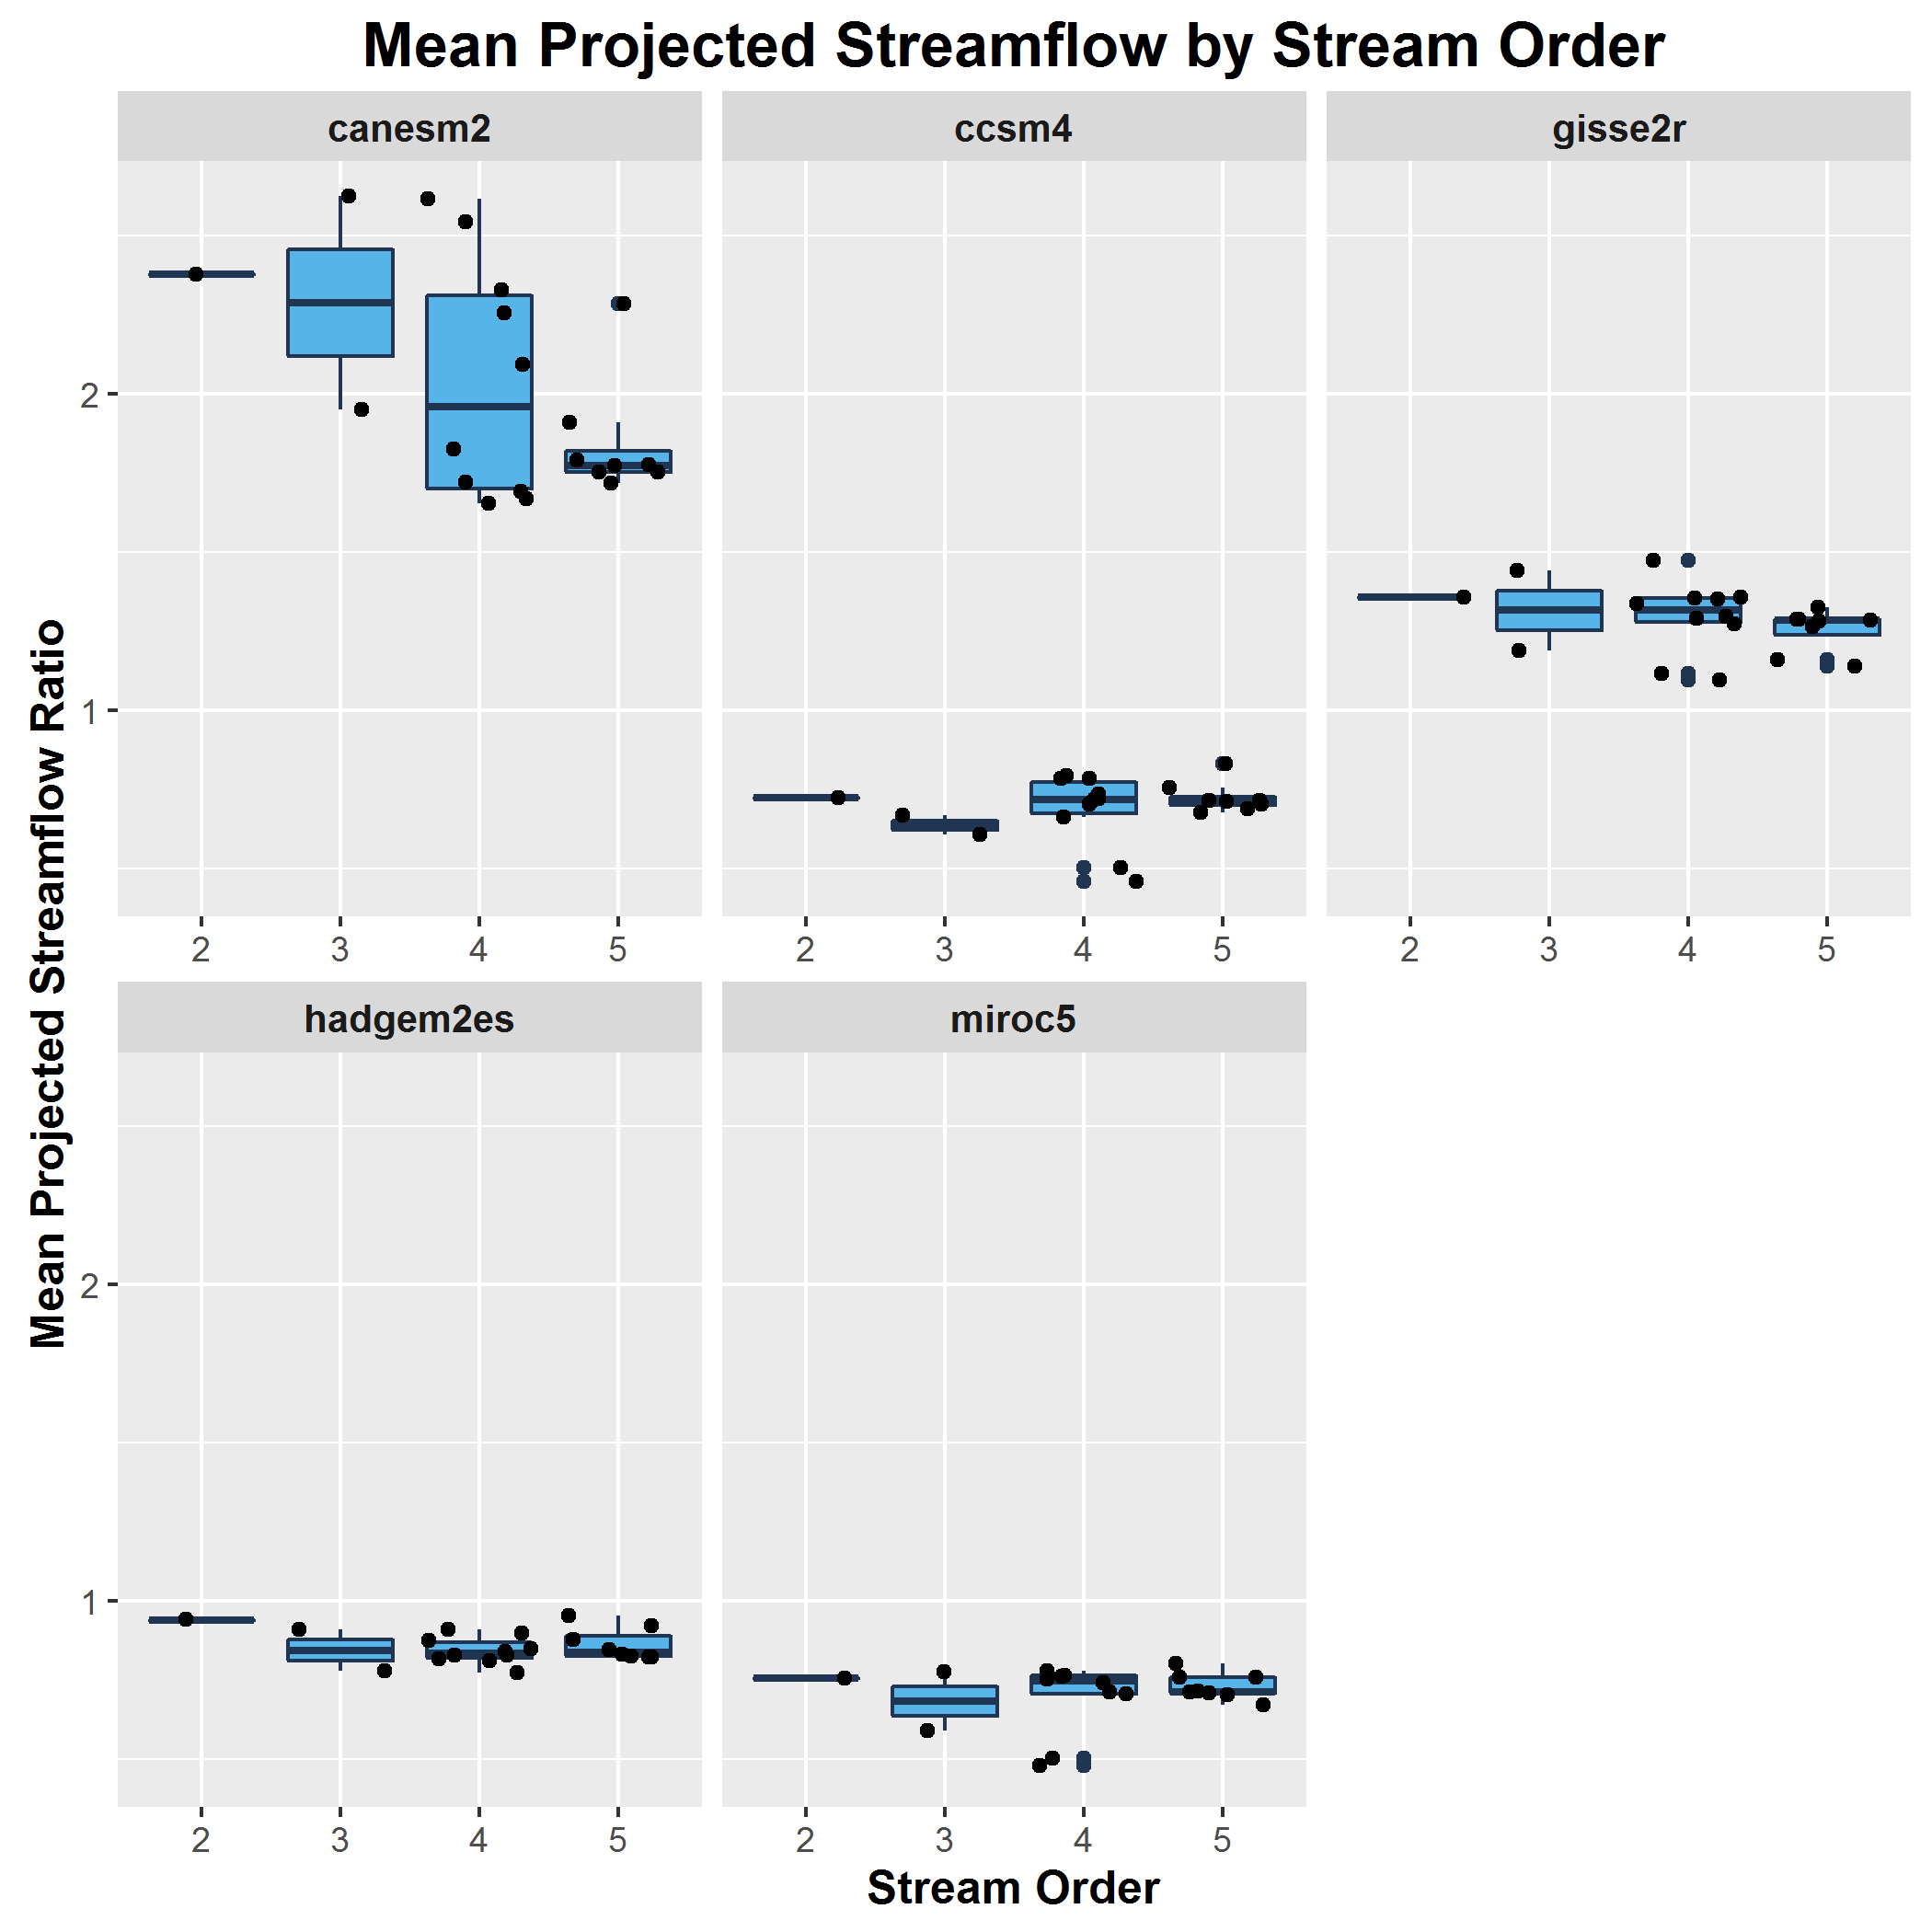 Mean Projected Streamflow by Stream Order
canesm2
ccsm4
gisse2r
Mean Projected Streamflow Ratio
2
1
2 3 4 5
2 3 4 5
2 3 4 5
hadgem2es
miroc5
2
1
2 3 4 5
2 3 4 5
Stream Order